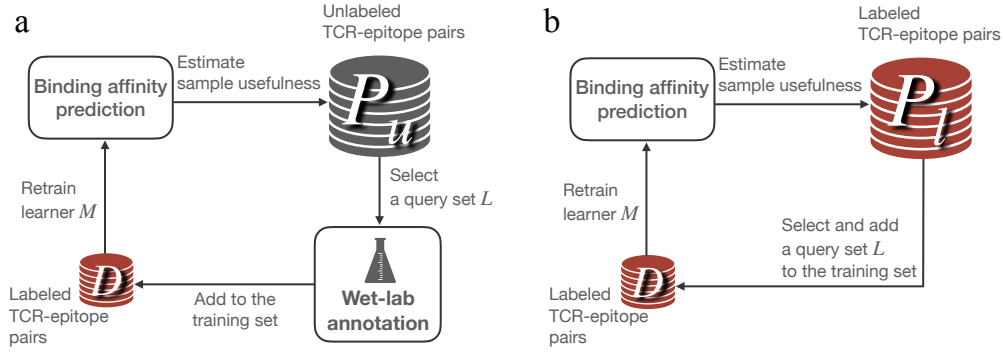 a
Unlabeled
TCR-epitope pairs
Binding affinity
prediction
Estimate
sample usefulness
P
u
Select
a query set L
Wet-lab
annotation
Add to the
training set
D
Labeled
TCR-epitope
pairs
Retrain
learner M
b
Labeled
TCR-epitope pairs
Binding affinity
prediction
Estimate
sample usefulness
P
l
Select and add
a query set L
to the training set
D
Labeled
TCR-epitope
pairs
Retrain
learner M